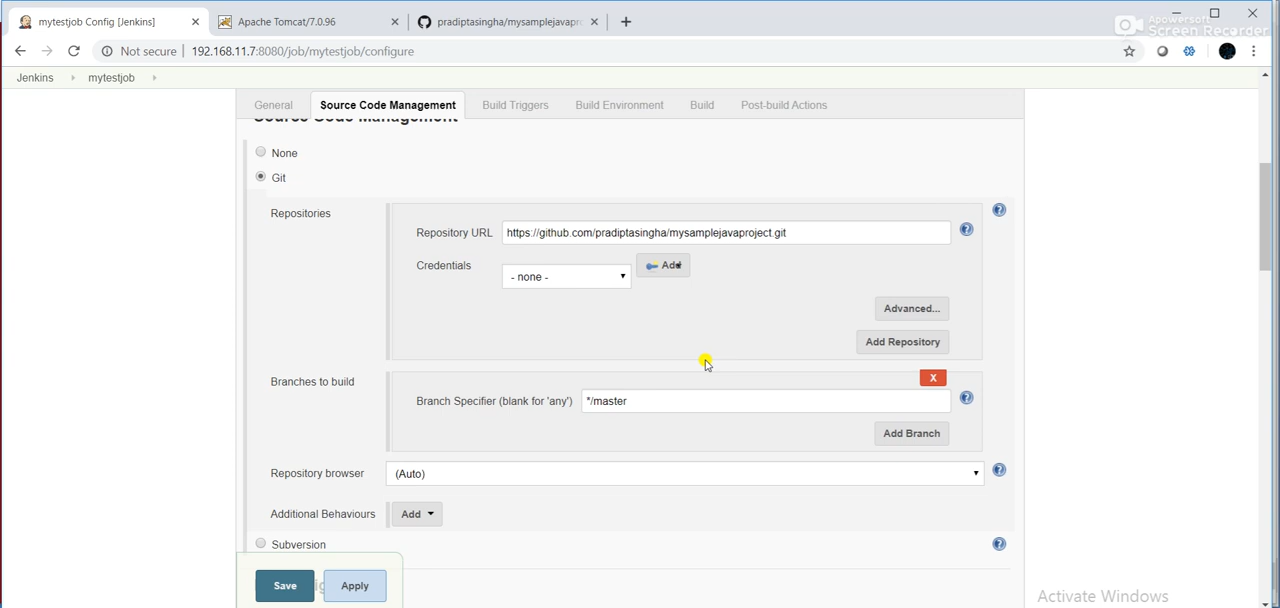 mytestjob Config [Jenkins]
Apache Tomcat/7.0.96
pradiptasingha/mysamplejavapro
Apowersoft
Screen Recorder
Not secure
192.168.11.7:8080/job/mytestjob/configure
Jenkins
mytestjob
General
Source Code Management
Build Triggers
Build Environment
Build
Post-build Actions
Source Code Management
None
Git
Repositories
Repository URL
https://github.com/pradiptasingha/mysamplejavaproject.git
Credentials
- none -
Add
Advanced...
Add Repository
Branches to build
X
Branch Specifier (blank for 'any')
*/master
Add Branch
Repository browser
(Auto)
Additional Behaviours
Add
Subversion
Save
Apply
Activate Windows